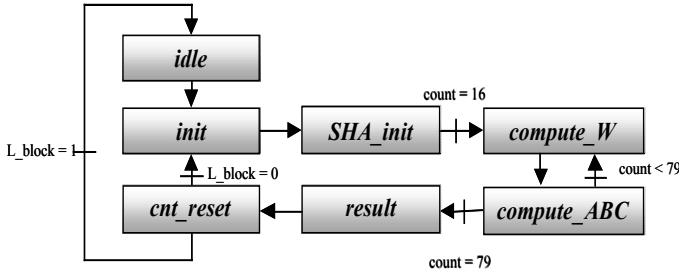 idle
count = 16
init
SHA_init
compute_W
L_block = 1
L_block = 0
count < 79
cnt_reset
result
compute_ABC
count = 79